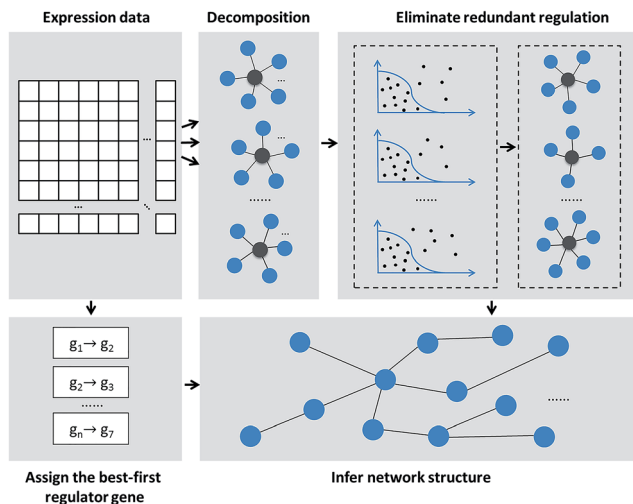 Expression data
Decomposition
Eliminate redundant regulation
...
...
...
...
...
......
......
......
...
g1→ g2
g2→ g3
......
gn→ g7
......
Assign the best-first
regulator gene
Infer network structure